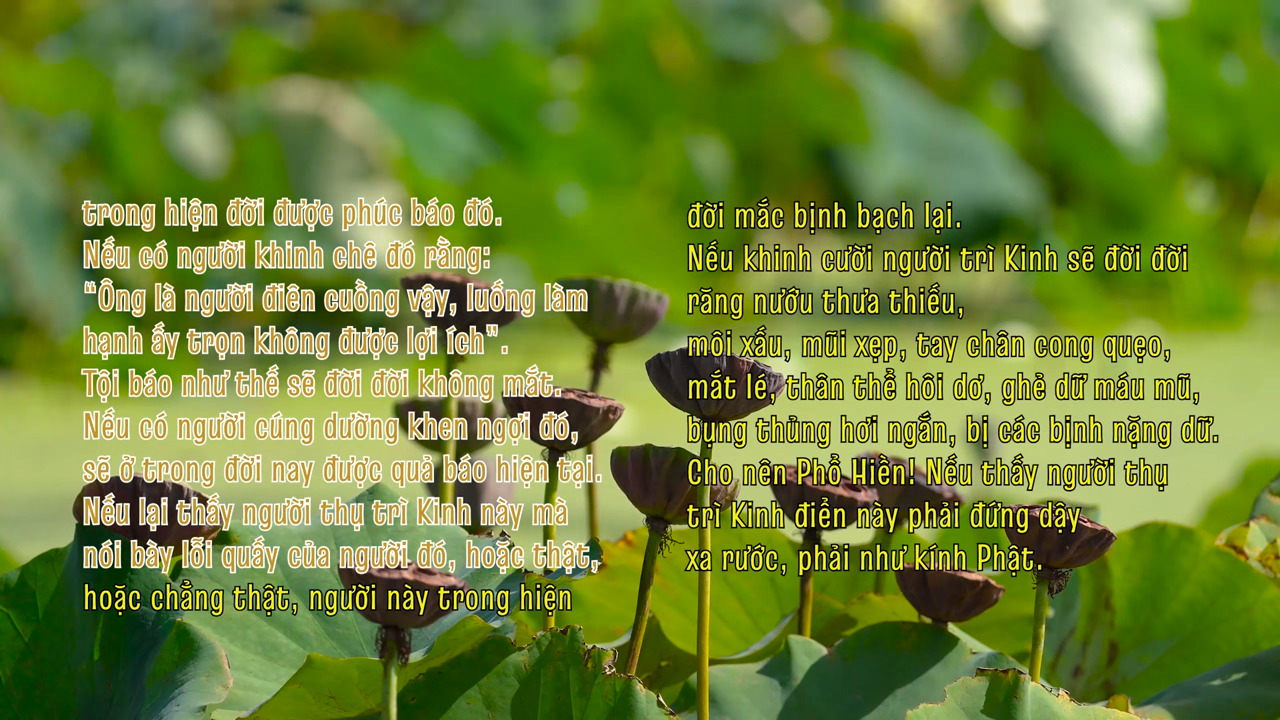 trong hiện đời được phúc báo đó.
Nếu có người khinh chê đó rằng:
“Ông là người điên cuồng vậy, luống làm
hạnh ấy trọn không được lợi ích”.
Tội báo như thế sẽ đời đời không mắt.
Nếu có người cúng dường khen ngợi đó,
sẽ ở trong đời nay được quả báo hiện tại.
Nếu lại thấy người thụ trì Kinh này mà
nói bày lỗi quấy của người đó, hoặc thật,
hoặc chẳng thật, người này trong hiện
đời mắc bịnh bạch lại.
Nếu khinh cười người trì Kinh sẽ đời đời
răng nướu thưa thiếu,
môi xấu, mũi xẹp, tay chân cong quẹo,
mắt lé, thân thể hôi dơ, ghẻ dữ máu mũ,
bụng thủng hơi ngắn, bị các bịnh nặng dữ.
Cho nên Phổ Hiền! Nếu thấy người thụ
trì Kinh điển này phải đứng dậy
xa rước, phải như kính Phật.